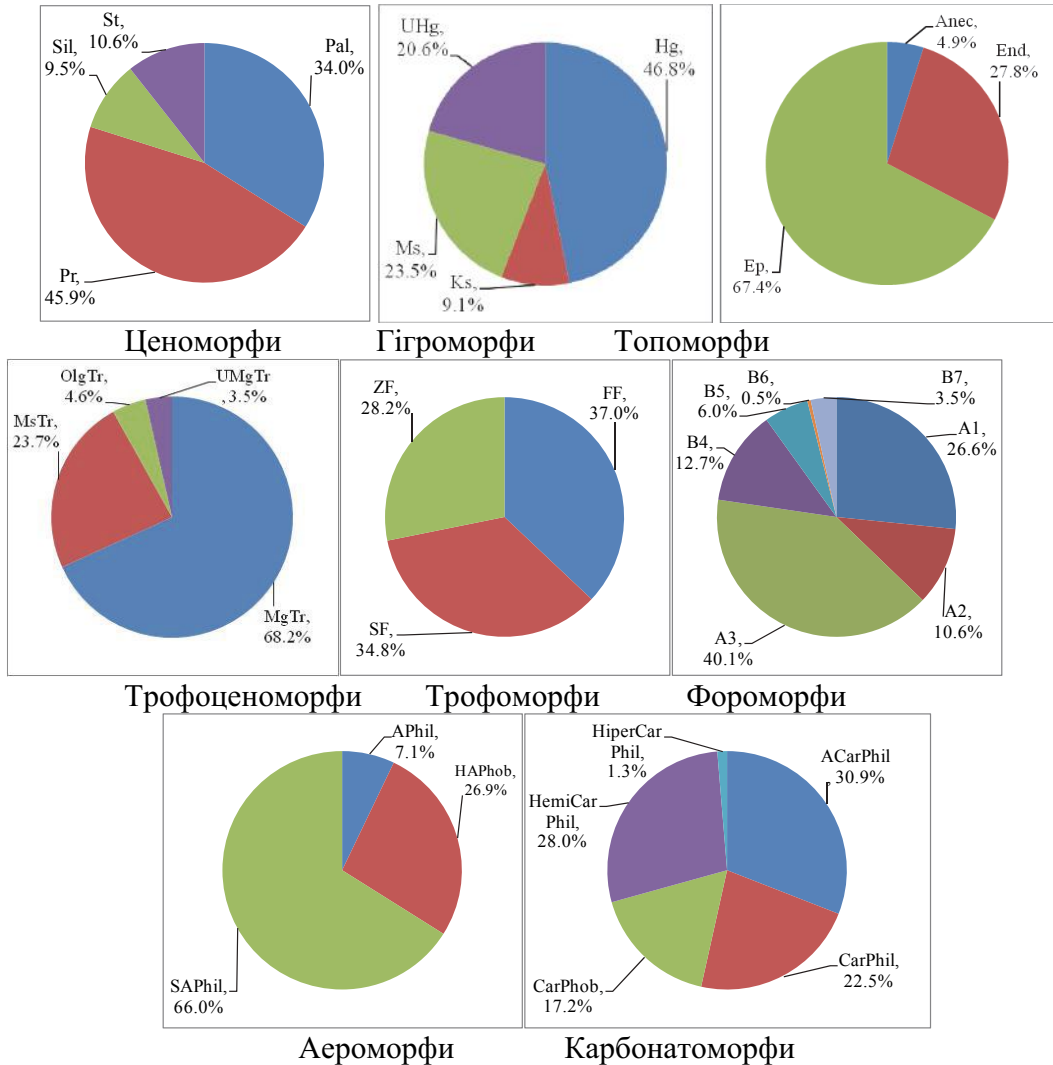 St,
10.6%
Sil,
9.5%
Pal,
34.0%
Pr,
45.9%
UHg,
20.6%
Hg,
46.8%
Ms,
23.5%
Ks,
9.1%
Anec,
4.9%
End,
27.8%
Ep,
67.4%
Ценоморфи Гігроморфи Топоморфи
OlgTr,
4.6%
UMgTr
, 3.5%
MsTr,
23.7%
MgTr,
68.2%
ZF,
28.2%
FF,
37.0%
SF,
34.8%
B6,
0.5%
B7,
3.5%
B5,
6.0%
B4,
12.7%
A1,
26.6%
A2,
10.6%
A3,
40.1%
Трофоценоморфи Трофоморфи Фороморфи
APhil,
7.1%
HAPhob,
26.9%
SAPhil,
66.0%
HiperCar
Phil,
1.3%
ACarPhil
30.9%
HemiCar
Phil,
28.0%
CarPhob,
17.2%
CarPhil,
22.5%
Аероморфи Карбонатоморфи